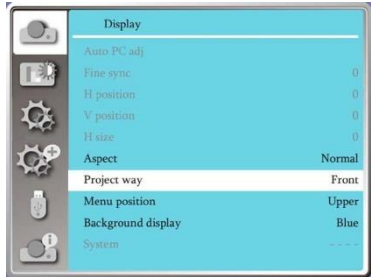 Display
Auto PC adj
Fine sync 0
H position 0
V position 0
H size 0
Aspect Normal
Project way Front
Menu position Upper
Background display Blue
System - - - -